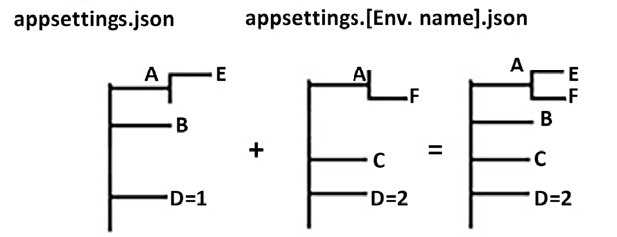 appsettings.json
appsettings.[Env. name].json
A
E
B
D=1
+
A
F
C
D=2
=
A
E
F
B
C
D=2